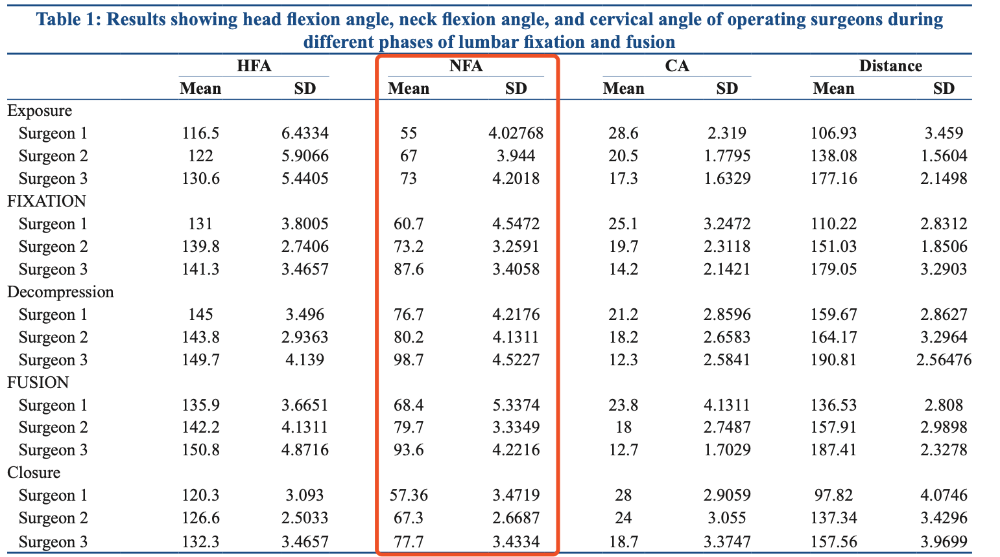 Table 1: Results showing head flexion angle, neck flexion angle, and cervical angle of operating surgeons during
different phases of lumbar fixation and fusion
HFA NFA CA Distance
Mean SD Mean SD Mean SD Mean SD
Exposure
Surgeon 1 116.5 6.4334 55 4.02768 28.6 2.319 106.93 3.459
Surgeon 2 122 5.9066 67 3.944 20.5 1.7795 138.08 1.5604
Surgeon 3 130.6 5.4405 73 4.2018 17.3 1.6329 177.16 2.1498
FIXATION
Surgeon 1 131 3.8005 60.7 4.5472 25.1 3.2472 110.22 2.8312
Surgeon 2 139.8 2.7406 73.2 3.2591 19.7 2.3118 151.03 1.8506
Surgeon 3 141.3 3.4657 87.6 3.4058 14.2 2.1421 179.05 3.2903
Decompression
Surgeon 1 145 3.496 76.7 4.2176 21.2 2.8596 159.67 2.8627
Surgeon 2 143.8 2.9363 80.2 4.1311 18.2 2.6583 164.17 3.2964
Surgeon 3 149.7 4.139 98.7 4.5227 12.3 2.5841 190.81 2.56476
FUSION
Surgeon 1 135.9 3.6651 68.4 5.3374 23.8 4.1311 136.53 2.808
Surgeon 2 142.2 4.1311 79.7 3.3349 18 2.7487 157.91 2.9898
Surgeon 3 150.8 4.8716 93.6 4.2216 12.7 1.7029 187.41 2.3278
Closure
Surgeon 1 120.3 3.093 57.36 3.4719 28 2.9059 97.82 4.0746
Surgeon 2 126.6 2.5033 67.3 2.6687 24 3.055 137.34 3.4296
Surgeon 3 132.3 3.4657 77.7 3.4334 18.7 3.3747 157.56 3.9699